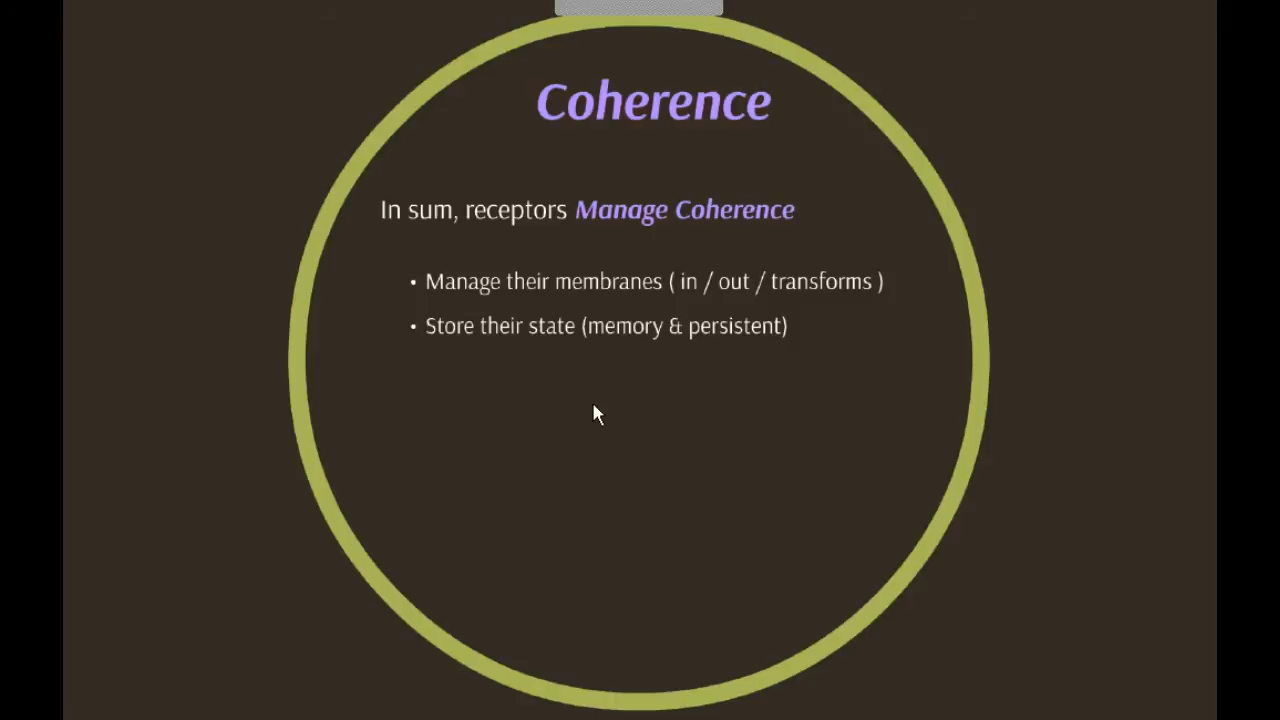 Coherence
In sum, receptors Manage Coherence
• Manage their membranes ( in / out / transforms )
• Store their state (memory & persistent)